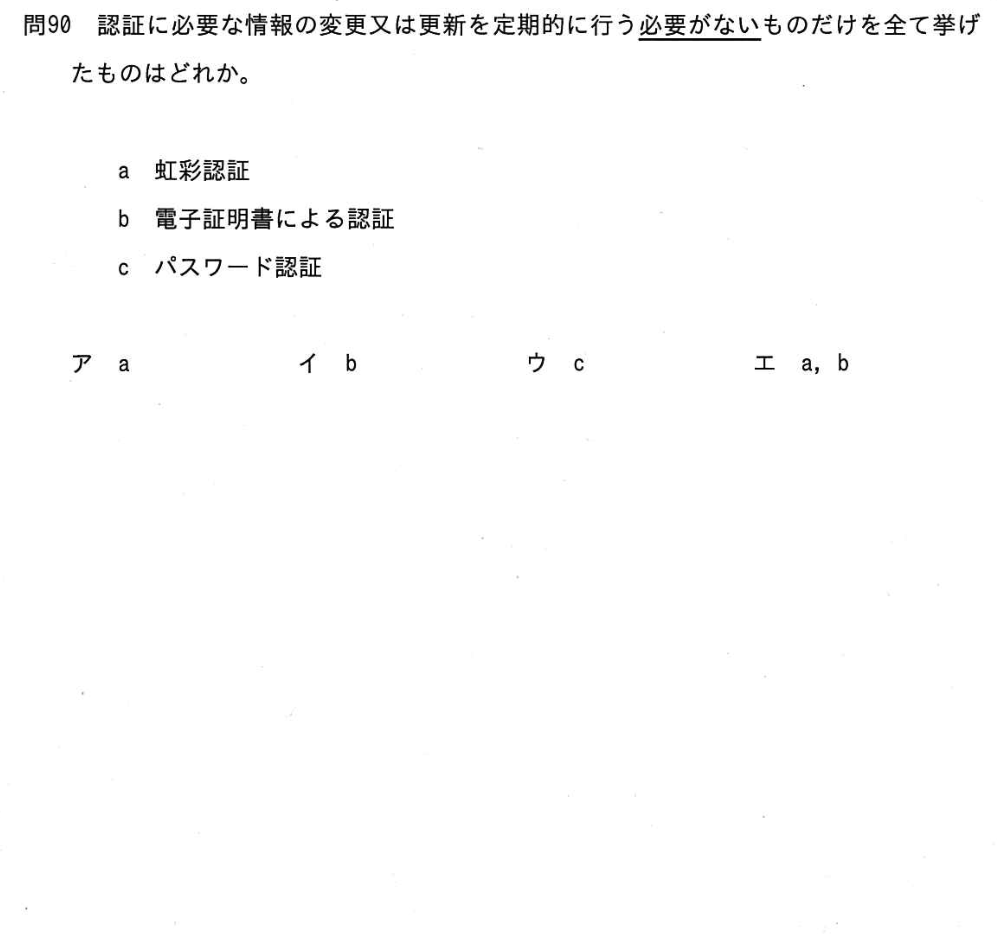 問90 認証に必要な情報の変更又は更新を定期的に行う必要がないものだけを全て挙げ
たものはどれか。
a 虹彩認証
b 電子証明書による認証
c パスワード認証
ア a イ b ウ c エ a, b